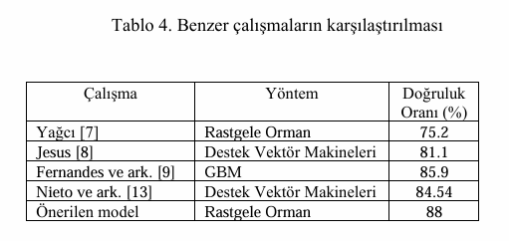 Tablo 4. Benzer çalışmaların karşılaştırılması
Çalışma Yöntem Doğruluk
Oranı (%)
Yağcı [7] Rastgele Orman 75.2
Jesus [8] Destek Vektör Makineleri 81.1
Fernandes ve ark. [9] GBM 85.9
Nieto ve ark. [13] Destek Vektör Makineleri 84.54
Önerilen model Rastgele Orman 88